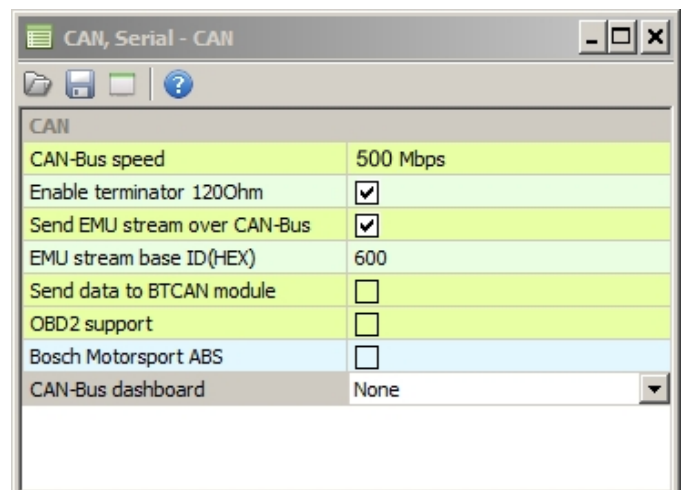 CAN, Serial - CAN
CAN
CAN-Bus speed 500 Mbps
Enable terminator 120Ohm
Send EMU stream over CAN-Bus
EMU stream base ID(HEX) 600
Send data to BTCAN module
OBD2 support
Bosch Motorsport ABS
CAN-Bus dashboard None